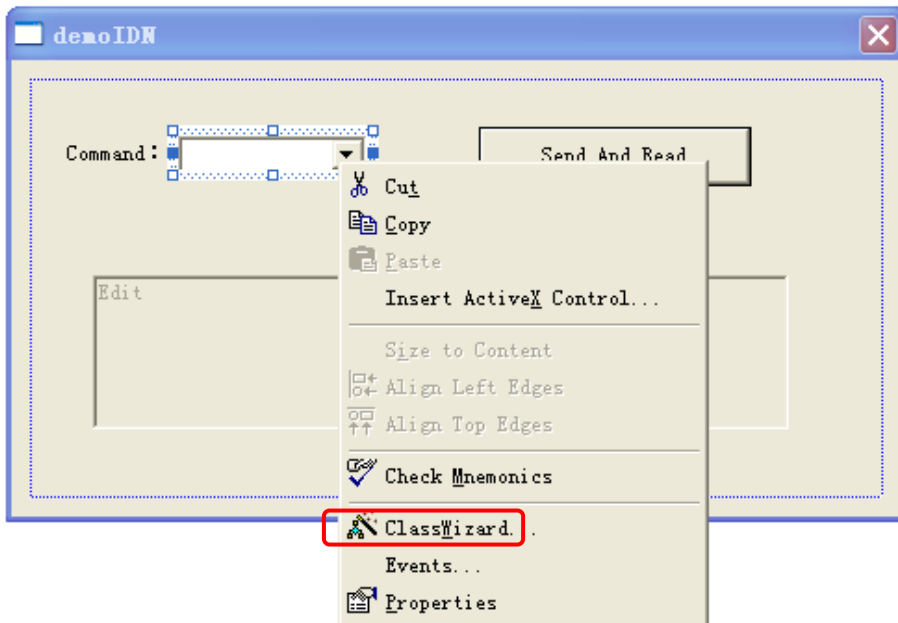 demoIDN
Command：
Send And Read
Cut
Copy
Paste
Insert ActiveX Control...
Edit
Size to Content
Align Left Edges
Align Top Edges
Check Mnemonics
ClassWizard...
Events...
Properties